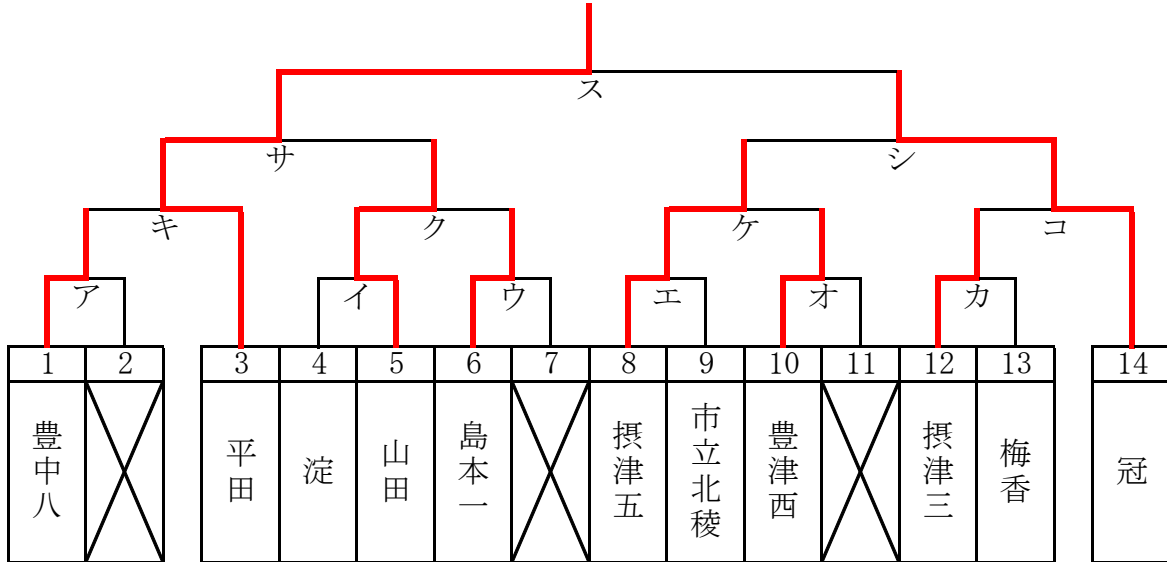 ス
サ
シ
キ
ク
ケ
コ
ア
イ
ウ
エ
オ
カ
1 2 3 4 5 6 7 8 9 10 11 12 13 14
豊中八
平田
淀
山田
島本一
摂津五
市立北稜
豊津西
摂津三
梅香
冠